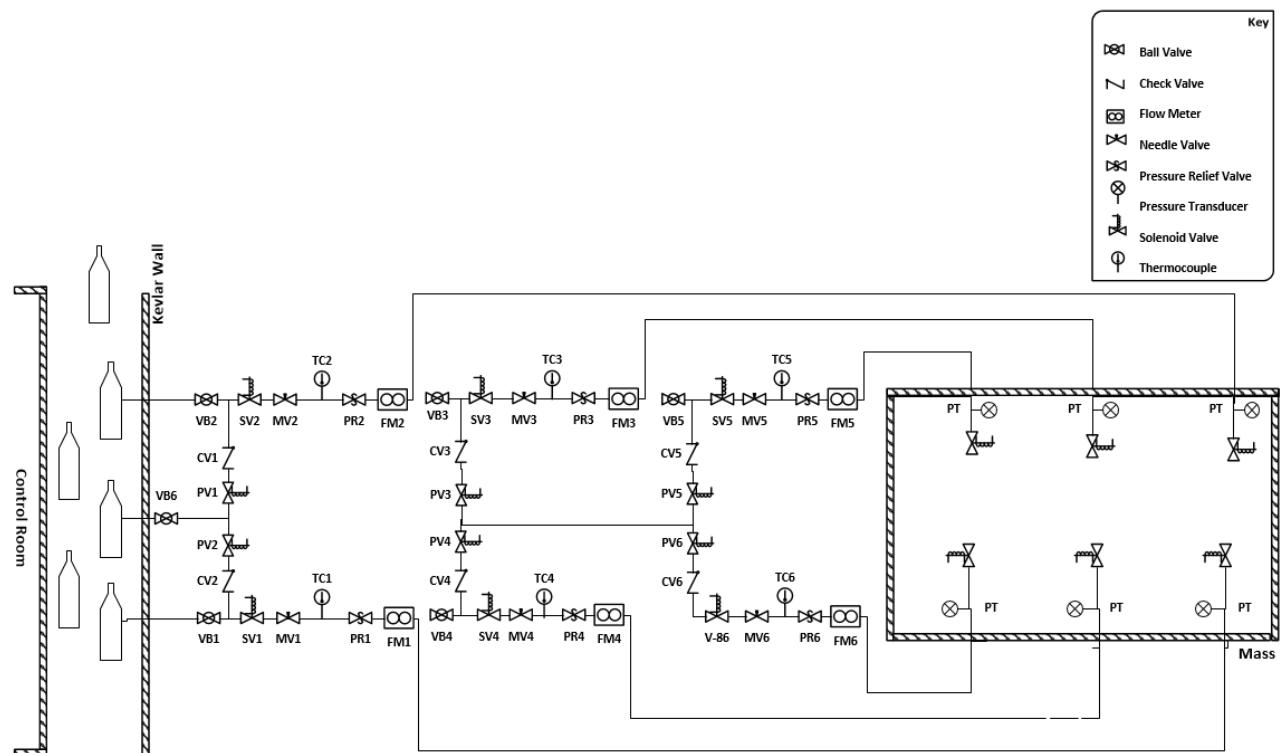 Key
Ball Valve
Check Valve
Flow Meter
Needle Valve
Pressure Relief Valve
Pressure Transducer
Solenoid Valve
Thermocouple
Control Room
Kevlar Wall
TC2
TC3
TC5
VB2
SV2
MV2
PR2
FM2
VB3
SV3
MV3
PR3
FM3
VB5
SV5
MV5
PR5
FM5
PT
PT
PT
CV1
CV3
CV5
PV1
PV3
PV5
VB6
PV2
PV4
PV6
CV2
CV4
CV6
TC1
TC4
TC6
VB1
SV1
MV1
PR1
FM1
VB4
SV4
MV4
PR4
FM4
V-86
MV6
PR6
FM6
PT
PT
PT
Mass